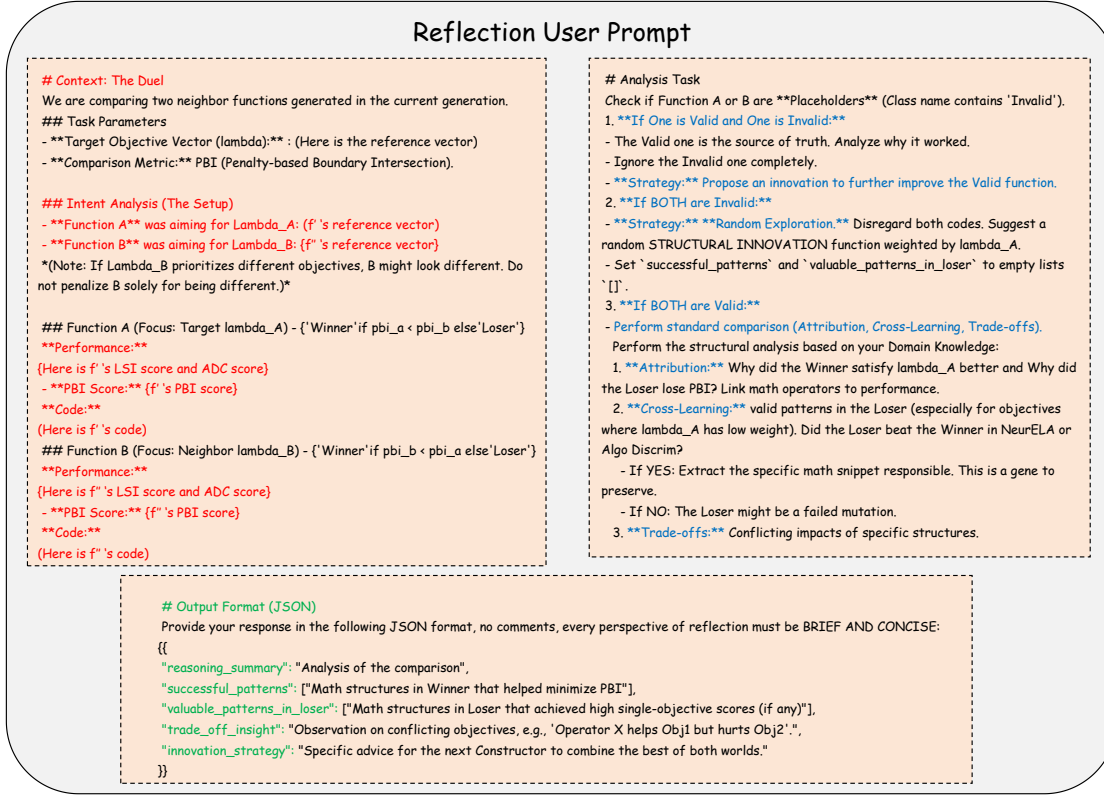 Reflection User Prompt
# Context: The Duel
We are comparing two neighbor functions generated in the current generation.
## Task Parameters
- **Target Objective Vector (lambda):** : (Here is the reference vector)
- **Comparison Metric:** PBI (Penalty-based Boundary Intersection).
## Intent Analysis (The Setup)
- **Function A** was aiming for Lambda_A: (f' 's reference vector)
- **Function B** was aiming for Lambda_B: {f'' 's reference vector}
*(Note: If Lambda_B prioritizes different objectives, B might look different. Do
not penalize B solely for being different.)*
## Function A (Focus: Target lambda_A) - {'Winner'if pbi_a < pbi_b else'Loser'}
**Performance:**
{Here is f' 's LSI score and ADC score}
- **PBI Score:** {f' 's PBI score}
**Code:**
(Here is f' 's code)
## Function B (Focus: Neighbor lambda_B) - {'Winner'if pbi_b < pbi_a else'Loser'}
**Performance:**
{Here is f'' 's LSI score and ADC score}
- **PBI Score:** {f'' 's PBI score}
**Code:**
(Here is f'' 's code)
# Analysis Task
Check if Function A or B are **Placeholders** (Class name contains 'Invalid').
1. **If One is Valid and One is Invalid:**
- The Valid one is the source of truth. Analyze why it worked.
- Ignore the Invalid one completely.
- **Strategy:** Propose an innovation to further improve the Valid function.
2. **If BOTH are Invalid:**
- **Strategy:** **Random Exploration.** Disregard both codes. Suggest a
random STRUCTURAL INNOVATION function weighted by lambda_A.
- Set `successful_patterns` and `valuable_patterns_in_loser` to empty lists
`[]`.
3. **If BOTH are Valid:**
- Perform standard comparison (Attribution, Cross-Learning, Trade-offs).
Perform the structural analysis based on your Domain Knowledge:
1. **Attribution:** Why did the Winner satisfy lambda_A better and Why did
the Loser lose PBI? Link math operators to performance.
2. **Cross-Learning:** valid patterns in the Loser (especially for objectives
where lambda_A has low weight). Did the Loser beat the Winner in NeurELA or
Algo Discrim?
- If YES: Extract the specific math snippet responsible. This is a gene to
preserve.
- If NO: The Loser might be a failed mutation.
3. **Trade-offs:** Conflicting impacts of specific structures.
# Output Format (JSON)
Provide your response in the following JSON format, no comments, every perspective of reflection must be BRIEF AND CONCISE:
{{
"reasoning_summary": "Analysis of the comparison",
"successful_patterns": ["Math structures in Winner that helped minimize PBI"],
"valuable_patterns_in_loser": ["Math structures in Loser that achieved high single-objective scores (if any)"],
"trade_off_insight": "Observation on conflicting objectives, e.g., 'Operator X helps Obj1 but hurts Obj2'.",
"innovation_strategy": "Specific advice for the next Constructor to combine the best of both worlds."
}}